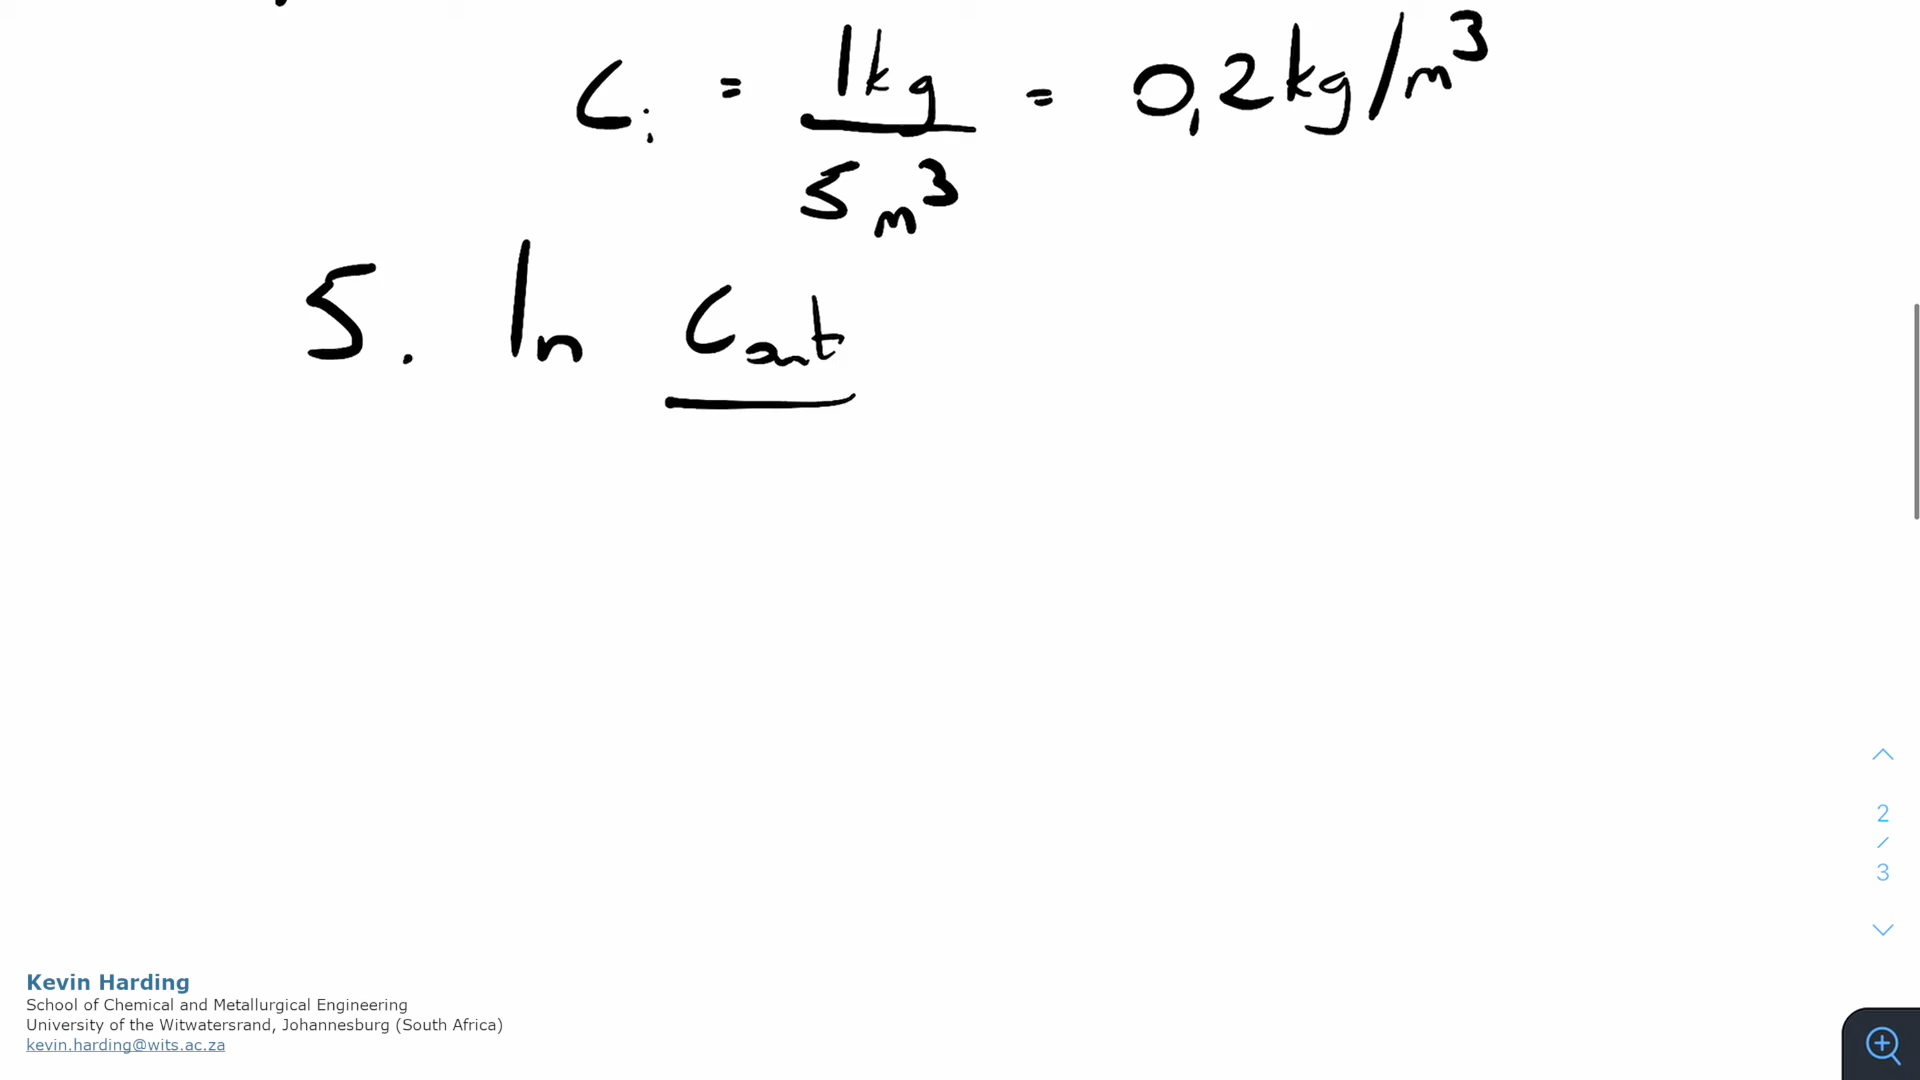 Ci = 1kg = 0,2kg/m³
5m³
5. ln Cout
2
/
3
Kevin Harding
School of Chemical and Metallurgical Engineering
University of the Witwatersrand, Johannesburg (South Africa)
kevin.harding@wits.ac.za